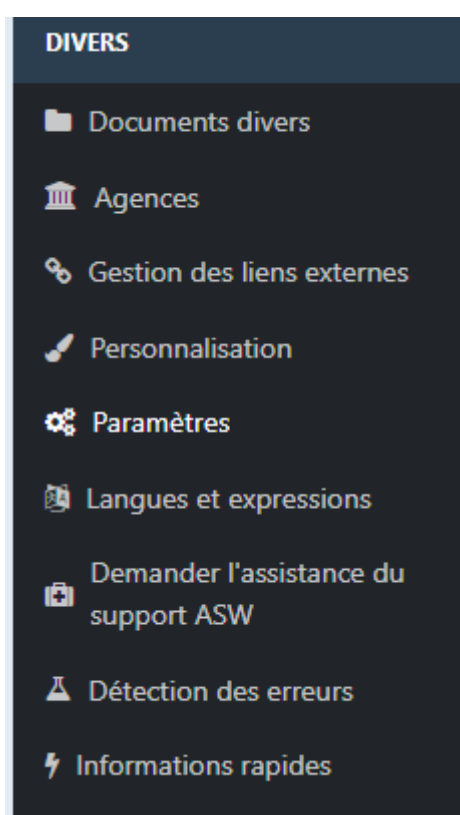 DIVERS
Documents divers
Agences
Gestion des liens externes
Personnalisation
Paramètres
Langues et expressions
Demander l'assistance du
support ASW
Détection des erreurs
Informations rapides